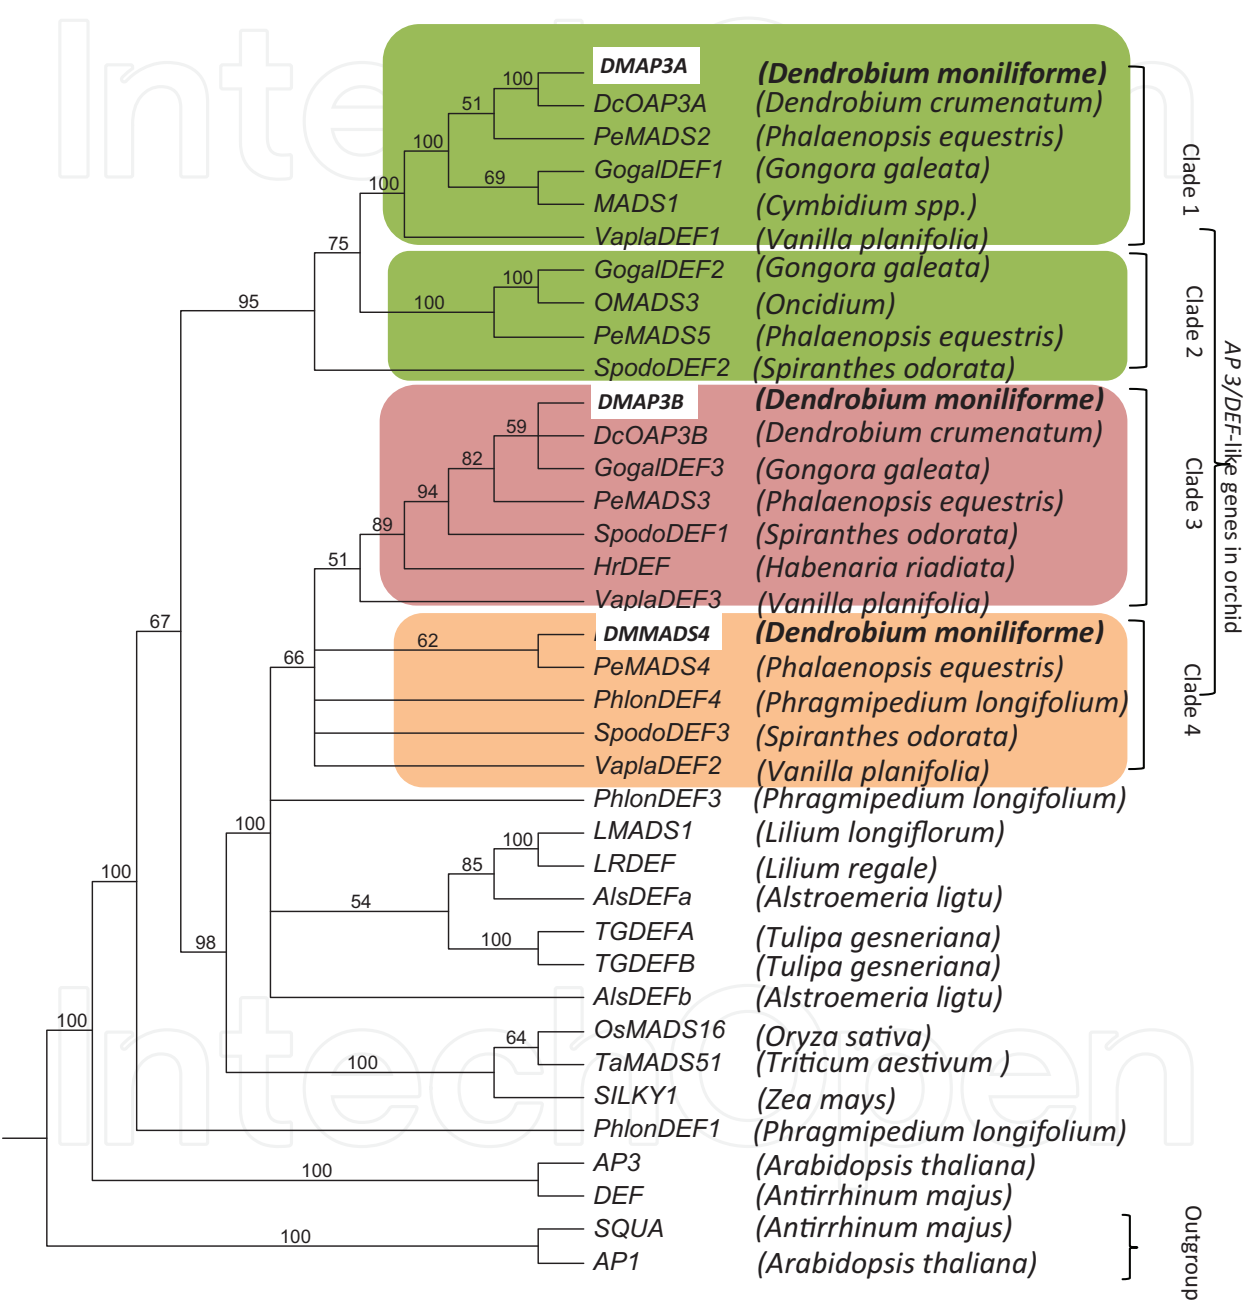 DMAP3A (Dendrobium moniliforme)
100
51 DcOAP3A (Dendrobium crumenatum)
PeMADS2 (Phalaenopsis equestris)
100
GogalDEF1 (Gongora galeata)
69
100
MADS1 (Cymbidium spp.)
VaplaDEF1 (Vanilla planifolia)
Clade 1
75
GogalDEF2 (Gongora galeata)
100
95 100 OMADS3 (Oncidium)
PeMADS5 (Phalaenopsis equestris)
SpodoDEF2 (Spiranthes odorata)
Clade 2
DMAP3B (Dendrobium moniliforme)
59
DcOAP3B (Dendrobium crumenatum)
82
GogalDEF3 (Gongora galeata)
94
PeMADS3 (Phalaenopsis equestris)
89
SpodoDEF1 (Spiranthes odorata)
51
HrDEF (Habenaria riadiata)
VaplaDEF3 (Vanilla planifolia)
Clade 3
67
DMMADS4 (Dendrobium moniliforme)
62
66
PeMADS4 (Phalaenopsis equestris)
PhlonDEF4 (Phragmipedium longifolium)
SpodoDEF3 (Spiranthes odorata)
VaplaDEF2 (Vanilla planifolia)
Clade 4
AP 3/DEF-like genes in orchid
PhlonDEF3 (Phragmipedium longifolium)
100
LMADS1 (Lilium longiflorum)
100
85
LRDEF (Lilium regale)
100
AlsDEFa (Alstroemeria ligtu)
54
TGDEFA (Tulipa gesneriana)
98 100
TGDEFB (Tulipa gesneriana)
AlsDEFb (Alstroemeria ligtu)
100
OsMADS16 (Oryza sativa)
64
100
TaMADS51 (Triticum aestivum )
SILKY1 (Zea mays)
PhlonDEF1 (Phragmipedium longifolium)
AP3 (Arabidopsis thaliana)
100
DEF (Antirrhinum majus)
SQUA (Antirrhinum majus)
100
AP1 (Arabidopsis thaliana)
Outgroup
IntechOpen
IntechOpen